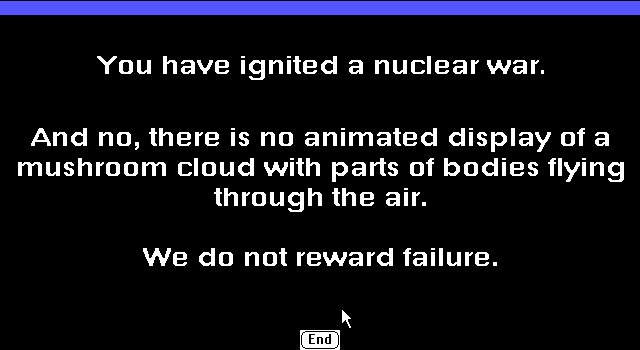 You have ignited a nuclear war.
And no, there is no animated display of a
mushroom cloud with parts of bodies flying
through the air.
We do not reward failure.
End